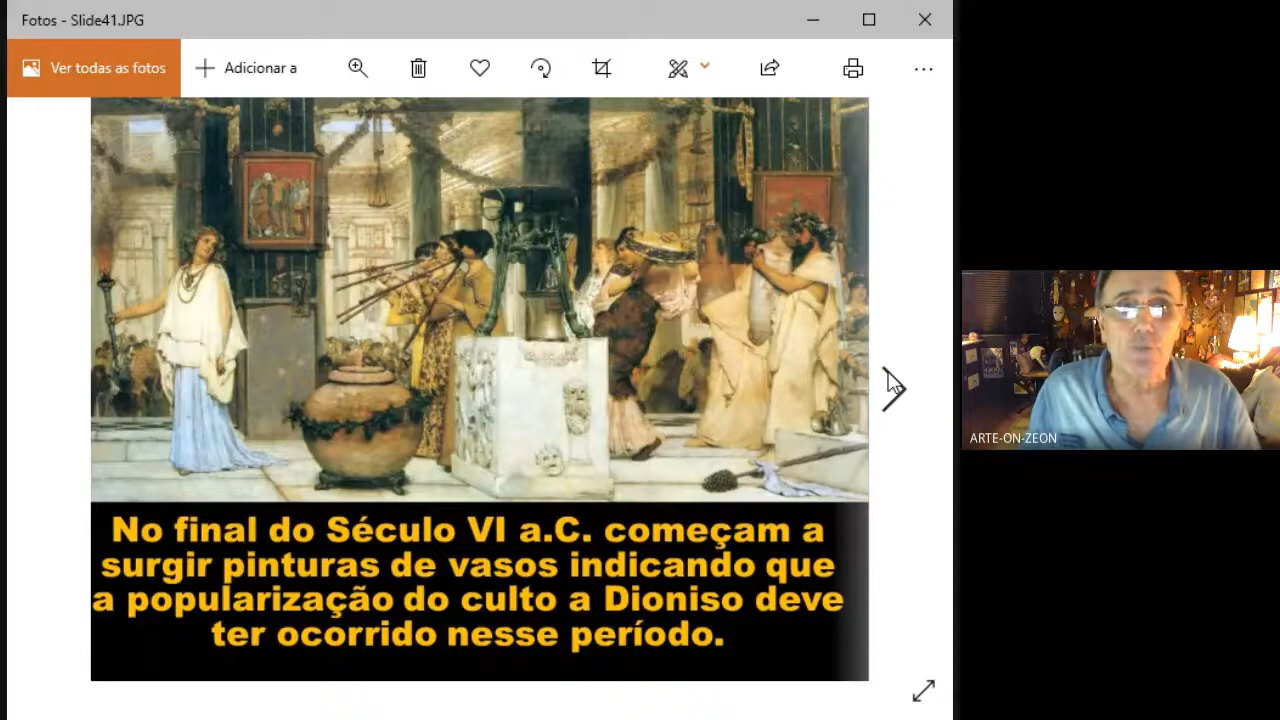 Fotos - Slide41.JPG
Ver todas as fotos
Adicionar a
No final do Século VI a.C. começam a
surgir pinturas de vasos indicando que
a popularização do culto a Dioniso deve
ter ocorrido nesse período.
ARTE-ON-ZEON